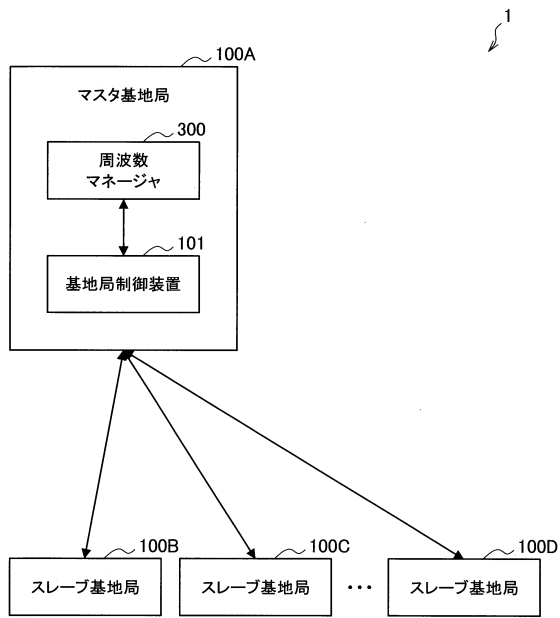 1
100A
マスタ基地局
300
周波数
マネージャ
101
基地局制御装置
100B
スレーブ基地局
100C
スレーブ基地局
・・・
100D
スレーブ基地局